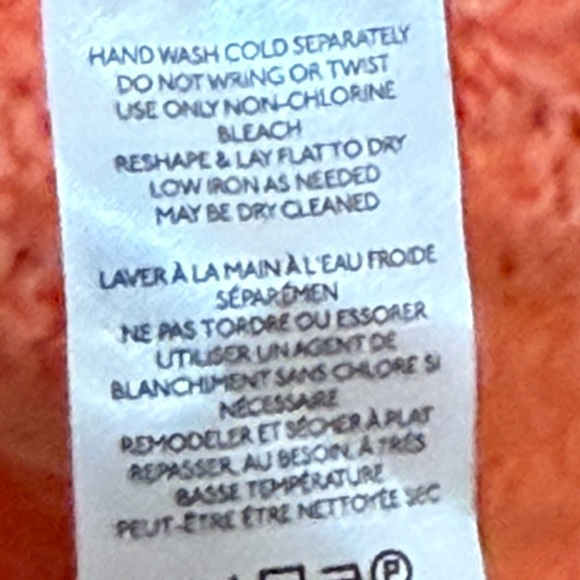 HAND WASH COLD SEPARATELY
DO NOT WRING OR TWIST
USE ONLY NON-CHLORINE
BLEACH
RESHAPE & LAY FLAT TO DRY
LOW IRON AS NEEDED
MAY BE DRY CLEANED
LAVER À LA MAIN À L'EAU FROIDE
SÉPARÉMEN
NE PAS TORDRE OU ESSORER
UTILISER UN AGENT DE
BLANCHIMENT SANS CHLORE SI
NÉCESSAIRE
REMODELER ET SÉCHER À PLAT
REPASSER AU BESOIN À TRÈS
BASSE TEMPÉRATURE
PEUT-ÊTRE ÊTRE NETTOYÉE SEC
P